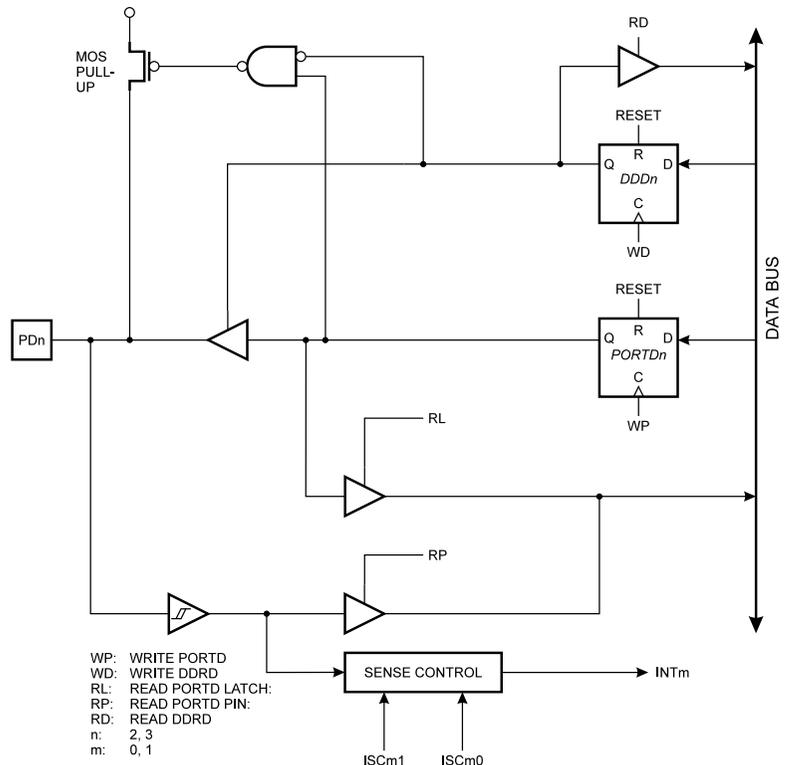 RD
MOS
PULL-
UP
RESET
R
Q
D
DDDn
C
WD
DATA BUS
RESET
R
PDn
Q
D
PORTDn
C
WP
RL
RP
WP: WRITE PORTD
WD: WRITE DDRD
RL: READ PORTD LATCH:
RP: READ PORTD PIN:
RD: READ DDRD
n: 2, 3
m: 0, 1
SENSE CONTROL
INTm
ISCm1
ISCm0